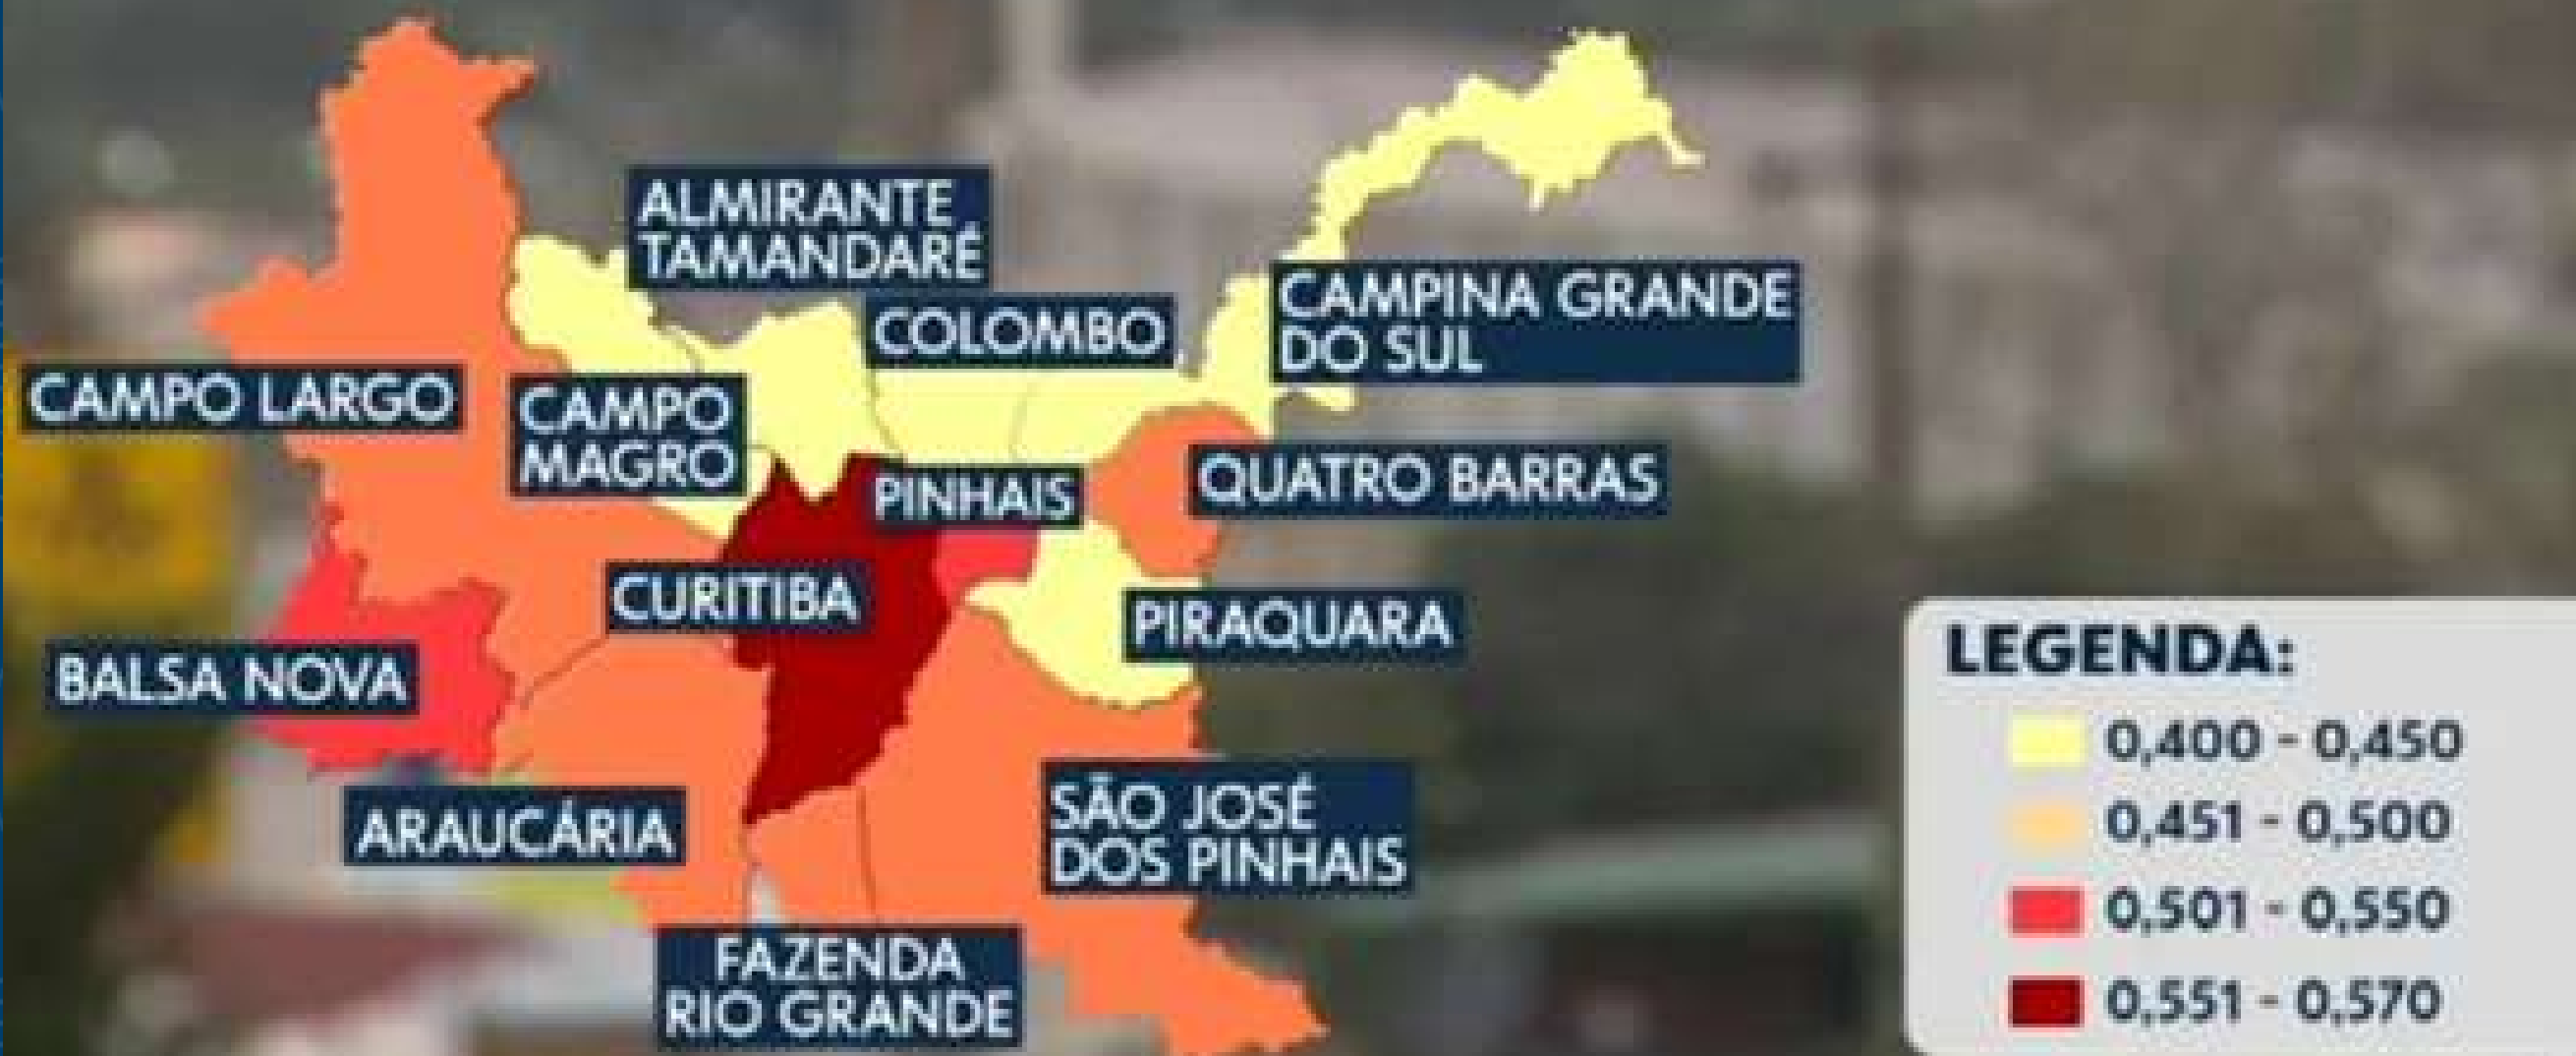 ALMIRANTE
TAMANDARÉ
COLOMBO
CAMPINA GRANDE
DO SUL
CAMPO LARGO
CAMPO
MAGRO
PINHAIS
QUATRO BARRAS
CURITIBA
PIRAQUARA
BALSA NOVA
ARAUCÁRIA
SÃO JOSÉ
DOS PINHAIS
FAZENDA
RIO GRANDE
LEGENDA:
0,400 - 0,450
0,451 - 0,500
0,501 - 0,550
0,551 - 0,570